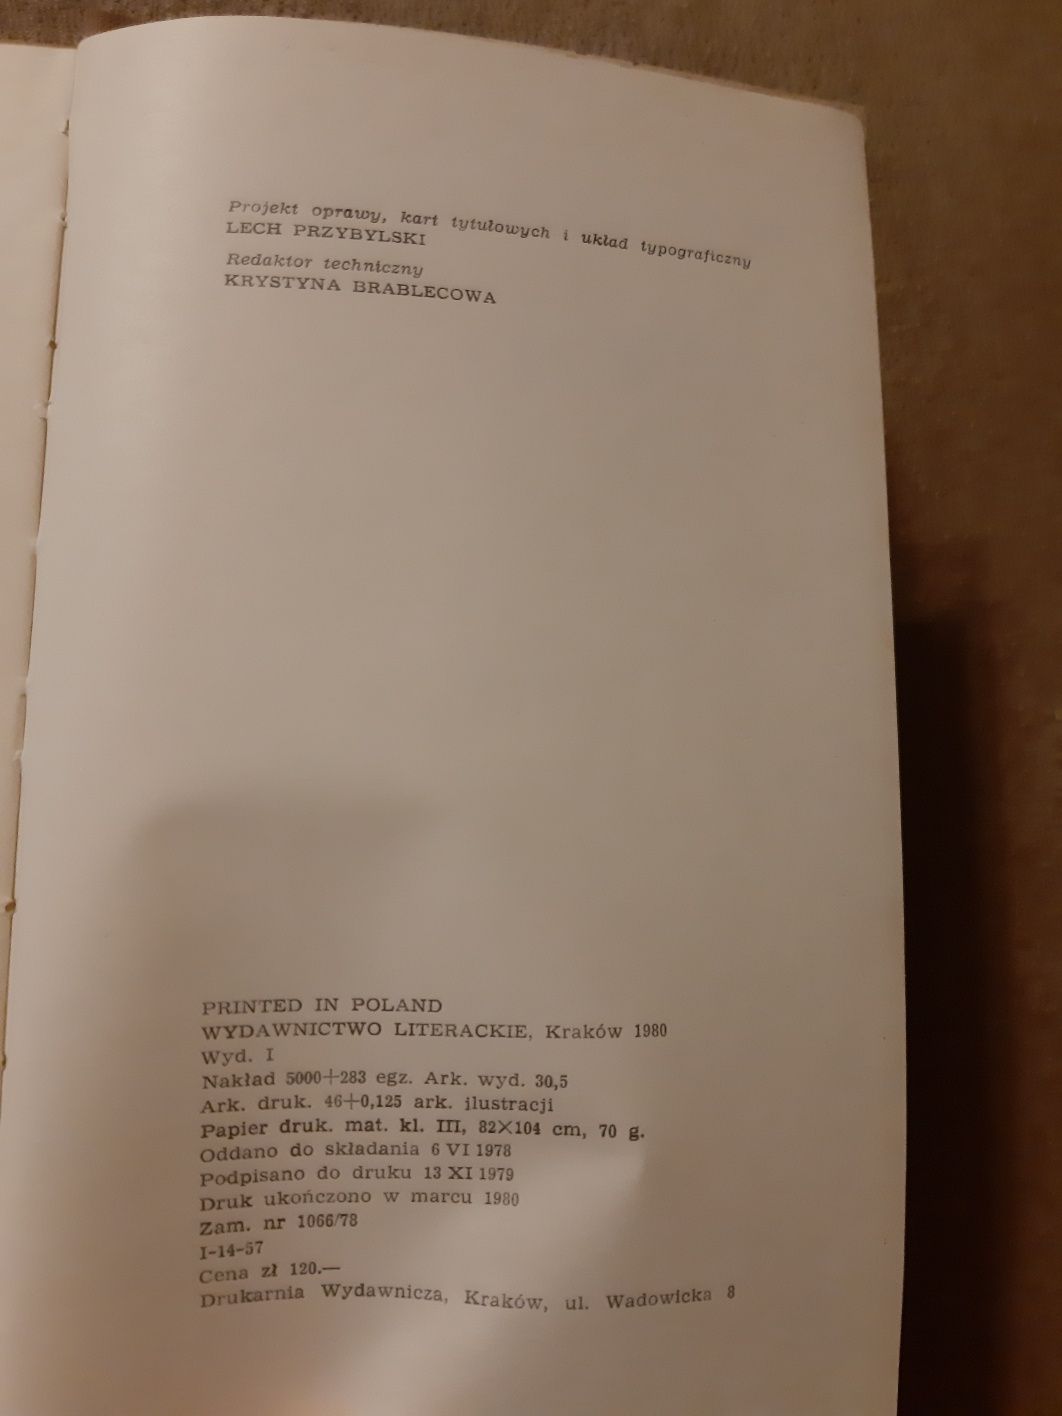 Projekt oprawy, kart tytułowych i układ typograficzny
LECH PRZYBYLSKI
Redaktor techniczny
KRYSTYNA BRABLECOWA
PRINTED IN POLAND
WYDAWNICTWO LITERACKIE, Kraków 1980
Wyd. I
Nakład 5000+283 egz. Ark. wyd. 30,5
Ark. druk. 46+0,125 ark. ilustracji
Papier druk. mat. kl. III, 82×104 cm, 70 g.
Oddano do składania 6 VI 1978
Podpisano do druku 13 XI 1979
Druk ukończono w marcu 1980
Zam. nr 1066/78
I-14-57
Cena zł 120.—
Drukarnia Wydawnicza, Kraków, ul. Wadowicka 8